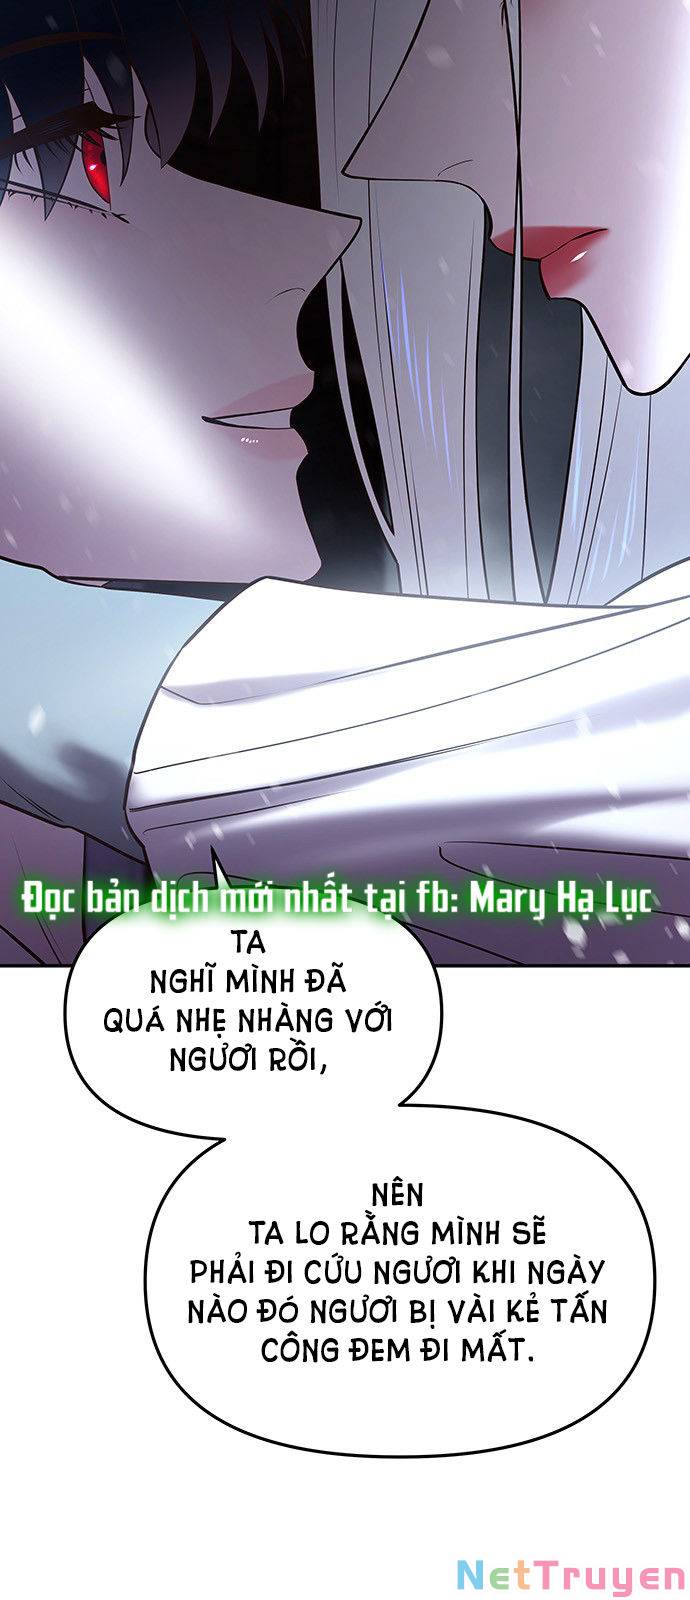 Đọc bản dịch mới nhất tại fb: Mary Hạ Lục
TA
NGHĨ MÌNH ĐÃ
QUÁ NHẸ NHÀNG VỚI
NGƯƠI RỒI,
NÊN
TA LO RẰNG MÌNH SẼ
PHẢI ĐI CỨU NGƯƠI KHI NGÀY
NÀO ĐÓ NGƯƠI BỊ VÀI KẺ TẤN
CÔNG ĐEM ĐI MẤT.
NetTruyen